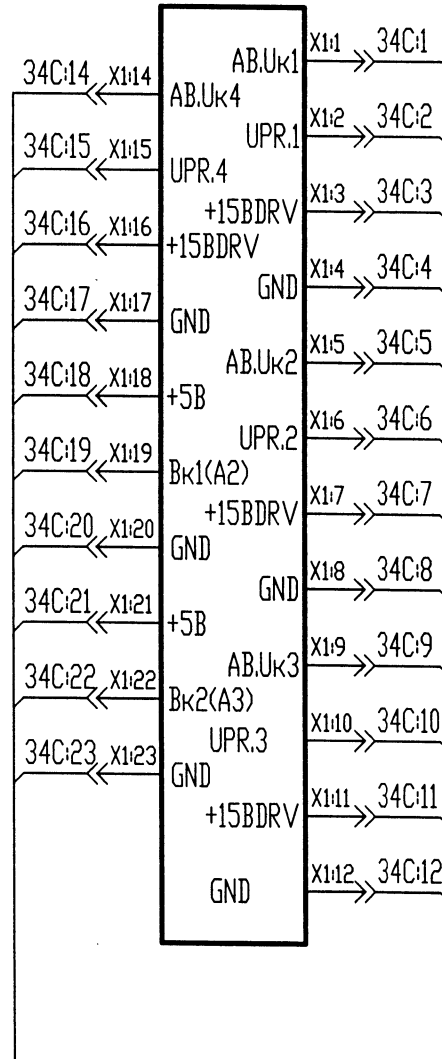 X1:1 34C:1
AB.Uк1
34C:14 X1:14
AB.Uк4
X1:2 34C:2
UPR.1
34C:15 X1:15
UPR.4
X1:3 34C:3
+15BDRV
34C:16 X1:16
+15BDRV
X1:4 34C:4
GND
34C:17 X1:17
GND
X1:5 34C:5
AB.Uк2
34C:18 X1:18
+5B
X1:6 34C:6
UPR.2
34C:19 X1:19
Вк1(A2)
X1:7 34C:7
+15BDRV
34C:20 X1:20
GND
X1:8 34C:8
GND
34C:21 X1:21
+5B
X1:9 34C:9
AB.Uк3
34C:22 X1:22
Вк2(A3)
X1:10 34C:10
UPR.3
34C:23 X1:23
GND
X1:11 34C:11
+15BDRV
X1:12 34C:12
GND